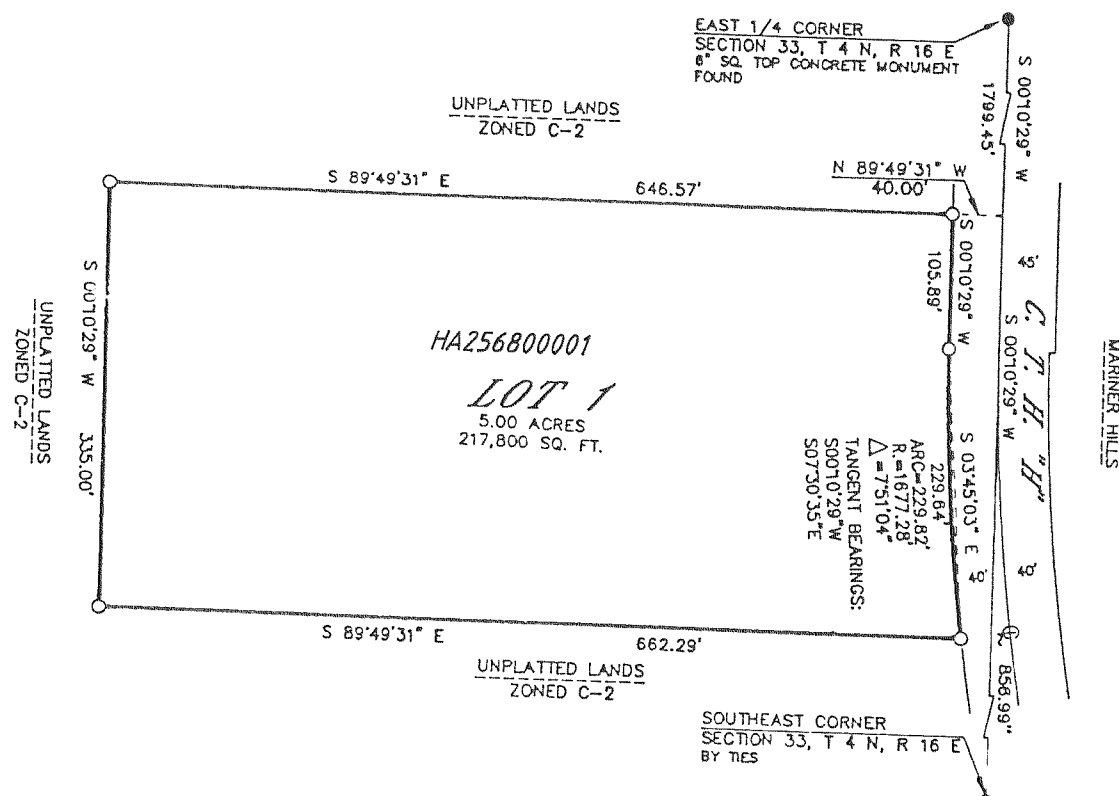 EAST 1/4 CORNER
SECTION 33, T 4 N, R 16 E
6" SQ. TOP CONCRETE MONUMENT
FOUND
S 00°10'29" W
1799.45'
UNPLATTED LANDS
ZONED C-2
S 89°49'31" E
646.57'
N 89°49'31" W
40.00'
S 00°10'29" W
105.89'
45'
C. T. H. "H"
S 00°10'29" W
MARINER HILLS
S 00°10'29" W
335.00'
UNPLATTED LANDS
ZONED C-2
HA256800001
LOT 1
5.00 ACRES
217,800 SQ. FT.
S 03°45'03" E
229.64'
ARC=229.82'
R.=1677.28'
Δ=7°51'04"
TANGENT BEARINGS:
S00°10'29"W
S07°30'35"E
40'
40'
S 89°49'31" E
662.29'
UNPLATTED LANDS
ZONED C-2
858.99"
SOUTHEAST CORNER
SECTION 33, T 4 N, R 16 E
BY TIES